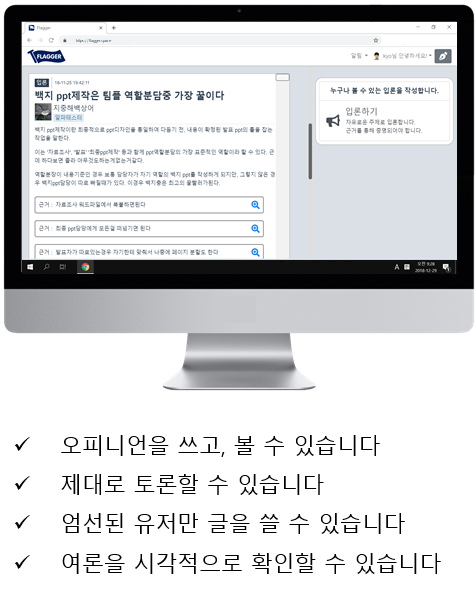 Flagger
https://flagger.space
FLAGGER
알림
kyo님 안녕하세요!
입론
18-11-25 19:42:11
백지 ppt제작은 팀플 역할분담중 가장 꿀이다
지중해백상어
알파테스터
백지 ppt제작이란 최종적으로 ppt디자인을 통일하여 다듬기 전, 내용이 확정된 발표 ppt의 틀을 잡는
작업을 말한다.
이는 '자료조사', '발표' '최종ppt제작' 등과 함께 ppt역할분담의 가장 표준적인 역할이라 할 수 있다.
이 하다보면 좋라 아무것도하는게없는거같다.
역할분장이 내용기준인 경우 보통 담당자가 자기 역할의 백지 ppt를 작성하게 되지만, 그렇지 않은 경
우 백지ppt담당이 따로 빠질때가 있다. 이경우 백지충은 최고의 꿀빨러가된다.
근거 : 자료조사 워드파일에서 복붙하면된다
근거 : 최종 ppt담당에게 모든걸 떠넘기면 된다
근거 : 발표자가 따로있는경우 자기한테 맞춰서 나중에 페이지 분할도 한다
누구나 볼 수 있는 입론을 작성합니다.
입론하기
자유로운 주제로 입론합니다.
근거를 통해 증명되어야 합니다.
A
오전 9:28
2018-12-29
오피니언을 쓰고, 볼 수 있습니다
제대로 토론할 수 있습니다
엄선된 유저만 글을 쓸 수 있습니다
여론을 시각적으로 확인할 수 있습니다